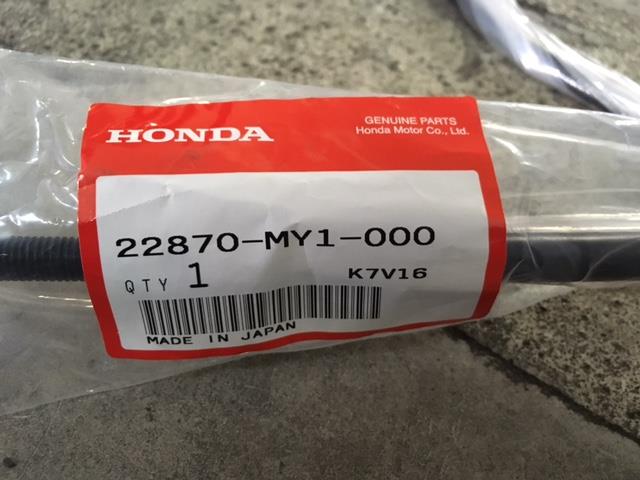 HONDA
GENUINE PARTS
Honda Motor Co., Ltd.
22870-MY1-000
QTY 1 K7V16
MADE IN JAPAN